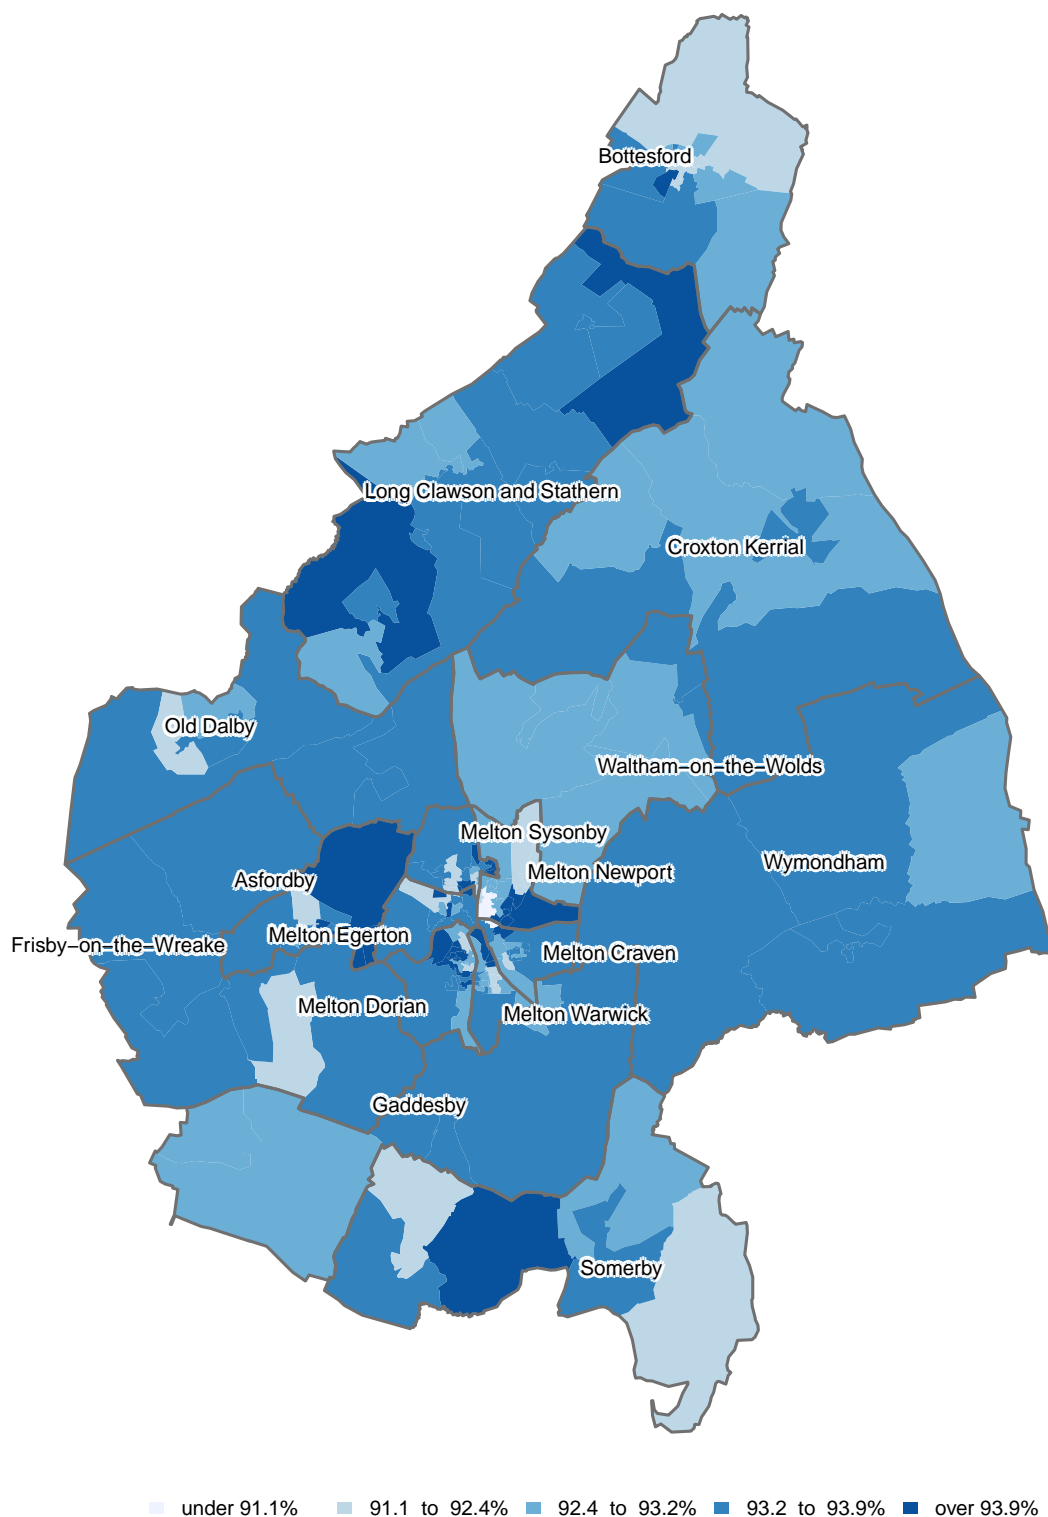 Bottesford
Long Clawson and Stathern
Croxton Kerrial
Old Dalby
Waltham–on–the–Wolds
Melton Sysonby
Wymondham
Melton Newport
Asfordby
Melton Egerton
Frisby–on–the–Wreake
Melton Craven
Melton Dorian
Melton Warwick
Gaddesby
Somerby
under 91.1% 91.1 to 92.4% 92.4 to 93.2% 93.2 to 93.9% over 93.9%